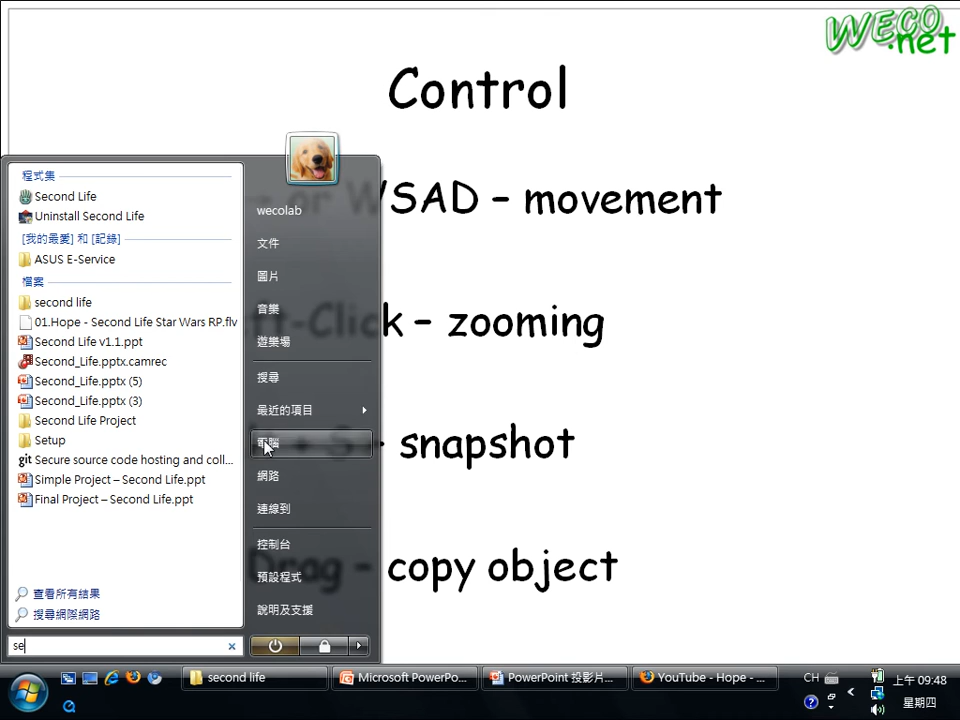 WECO
.net
Control
or WSAD – movement
ft-Click – zooming
+ S – snapshot
Drag – copy object
程式集
Second Life
Uninstall Second Life
[我的最愛] 和 [記錄]
ASUS E-Service
檔案
second life
01.Hope - Second Life Star Wars RP.flv
Second Life v1.1.ppt
Second_Life.pptx.camrec
Second_Life.pptx (5)
Second_Life.pptx (3)
Second Life Project
Setup
git Secure source code hosting and coll...
Simple Project – Second Life.ppt
Final Project – Second Life.ppt
查看所有結果
搜尋網際網路
se
wecolab
文件
圖片
音樂
遊樂場
搜尋
最近的項目
電腦
網路
連線到
控制台
預設程式
說明及支援
second life
Microsoft PowerPo...
PowerPoint 投影片...
YouTube - Hope - ...
CH
上午 09:48
星期四